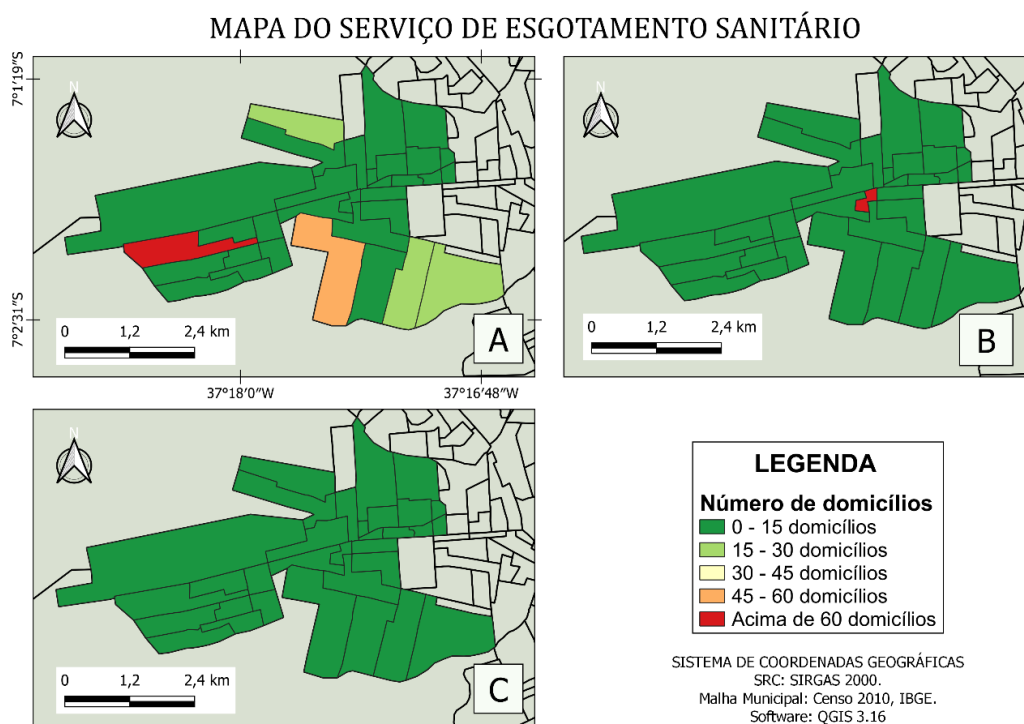 MAPA DO SERVIÇO DE ESGOTAMENTO SANITÁRIO
7°1'19"S
7°2'31"S
N
0 1,2 2,4 km
A
37°18'0"W 37°16'48"W
N
0 1,2 2,4 km
B
N
0 1,2 2,4 km
C
LEGENDA
Número de domicílios
0 - 15 domicílios
15 - 30 domicílios
30 - 45 domicílios
45 - 60 domicílios
Acima de 60 domicílios
SISTEMA DE COORDENADAS GEOGRÁFICAS
SRC: SIRGAS 2000.
Malha Municipal: Censo 2010, IBGE.
Software: QGIS 3.16